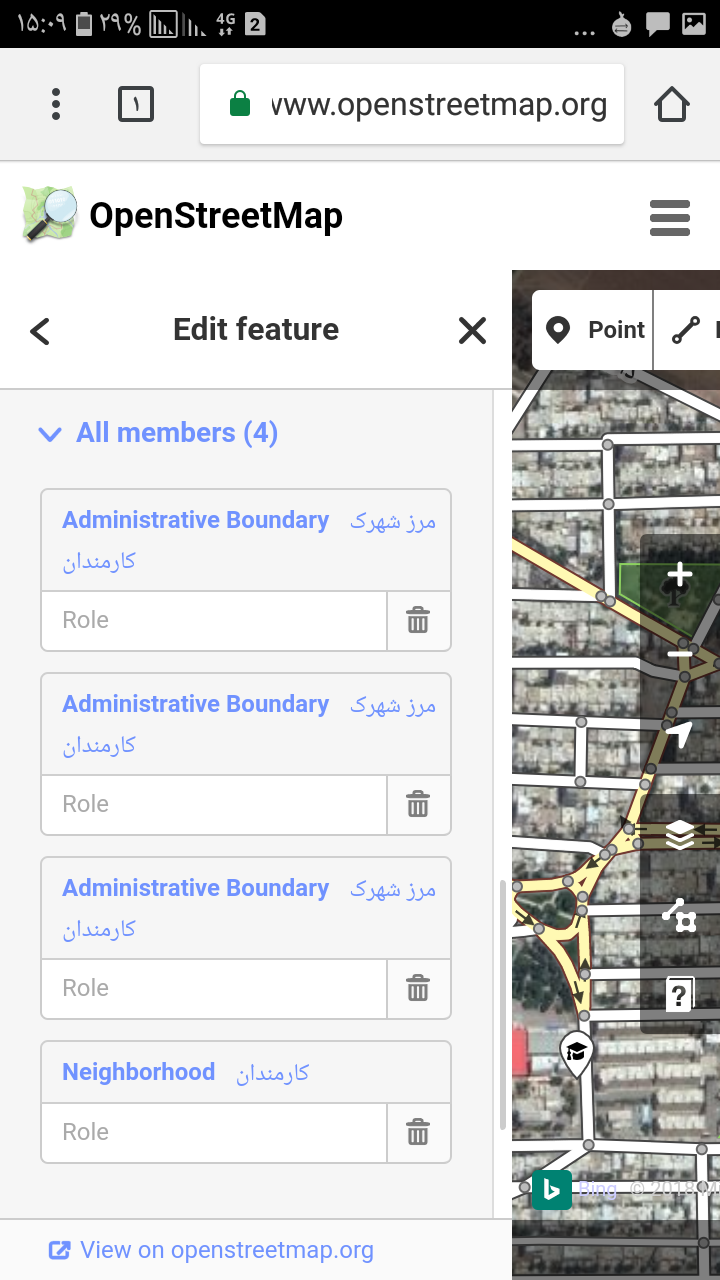 ۱۵:۰۹ ۲۹% 4G 2 ...
۱ www.openstreetmap.org
OpenStreetMap
Edit feature
Point
All members (4)
Administrative Boundary مرز شهرک
کارمندان
Role
Administrative Boundary مرز شهرک
کارمندان
Role
Administrative Boundary مرز شهرک
کارمندان
Role
Neighborhood کارمندان
Role
?
b Bing © 2018 M
View on openstreetmap.org